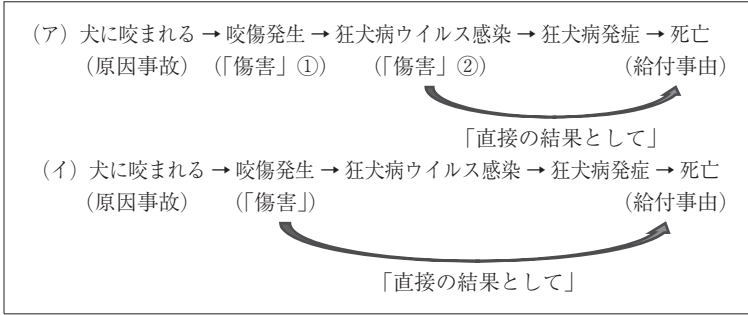 （ア）犬に咬まれる → 咬傷発生 → 狂犬病ウイルス感染 → 狂犬病発症 → 死亡
（原因事故）（「傷害」①）（「傷害」②）（給付事由）
「直接の結果として」
（イ）犬に咬まれる → 咬傷発生 → 狂犬病ウイルス感染 → 狂犬病発症 → 死亡
（原因事故）（「傷害」）（給付事由）
「直接の結果として」